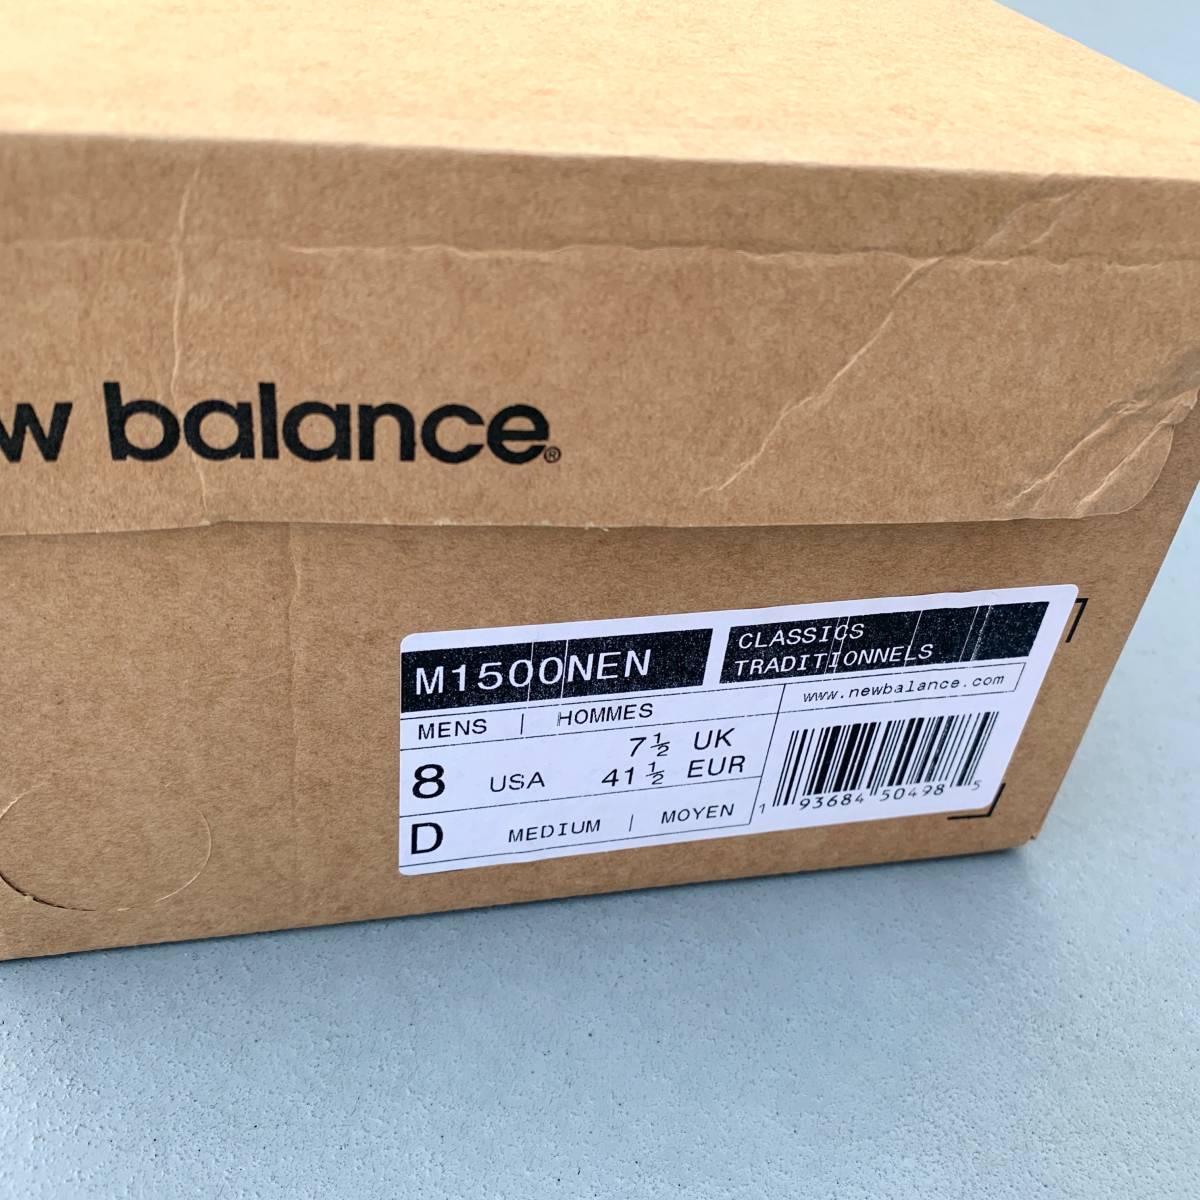 w balance®
M1500NEN
CLASSICS
TRADITIONNELS
www.newbalance.com
MENS | HOMMES
8 USA 7½ UK
41½ EUR
D MEDIUM | MOYEN
1 93684 50498 5